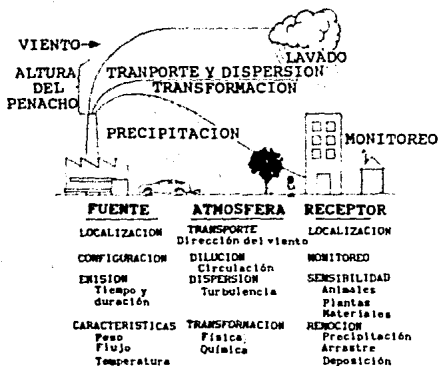 VIENTO
LAVADO
ALTURA
DEL
PENACHO
TRANPORTE Y DISPERSION
TRANSFORMACIÓN
PRECIPITACION
MONITOREO
FUENTE
LOCALIZACION
CONFIGURACION
EMISION
Tiempo y
duración
CARACTERISTICAS
Peso
Flujo
Temperatura
ATMOSFERA
TRANSPORTE
Dirección del viento
DILUCION
Circulación
DISPERSION
Turbulencia
TRANSFORMACION
Física
Química
RECEPTOR
LOCALIZACION
MONITOREO
SENSIBILIDAD
Animales
Plantas
Materiales
REMOCION
Precipitación
Arrastre
Deposición